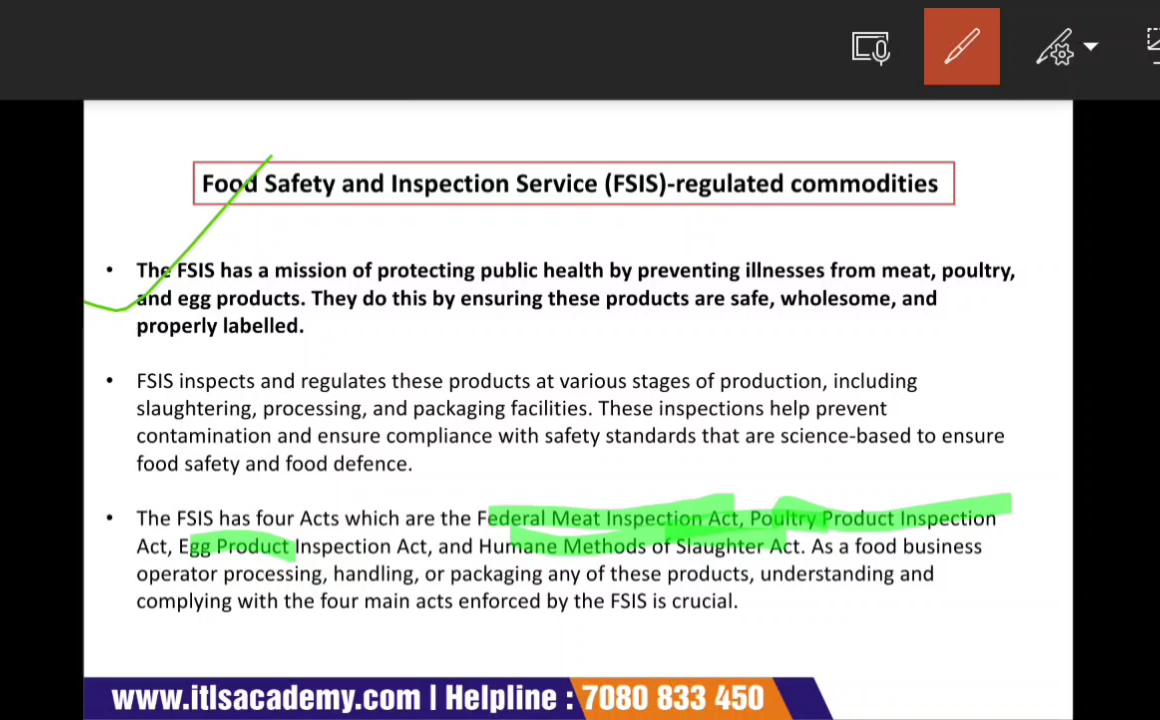 Food Safety and Inspection Service (FSIS)-regulated commodities
• The FSIS has a mission of protecting public health by preventing illnesses from meat, poultry,
and egg products. They do this by ensuring these products are safe, wholesome, and
properly labelled.
• FSIS inspects and regulates these products at various stages of production, including
slaughtering, processing, and packaging facilities. These inspections help prevent
contamination and ensure compliance with safety standards that are science-based to ensure
food safety and food defence.
• The FSIS has four Acts which are the Federal Meat Inspection Act, Poultry Product Inspection
Act, Egg Product Inspection Act, and Humane Methods of Slaughter Act. As a food business
operator processing, handling, or packaging any of these products, understanding and
complying with the four main acts enforced by the FSIS is crucial.
www.itlsacademy.com | Helpline : 7080 833 450